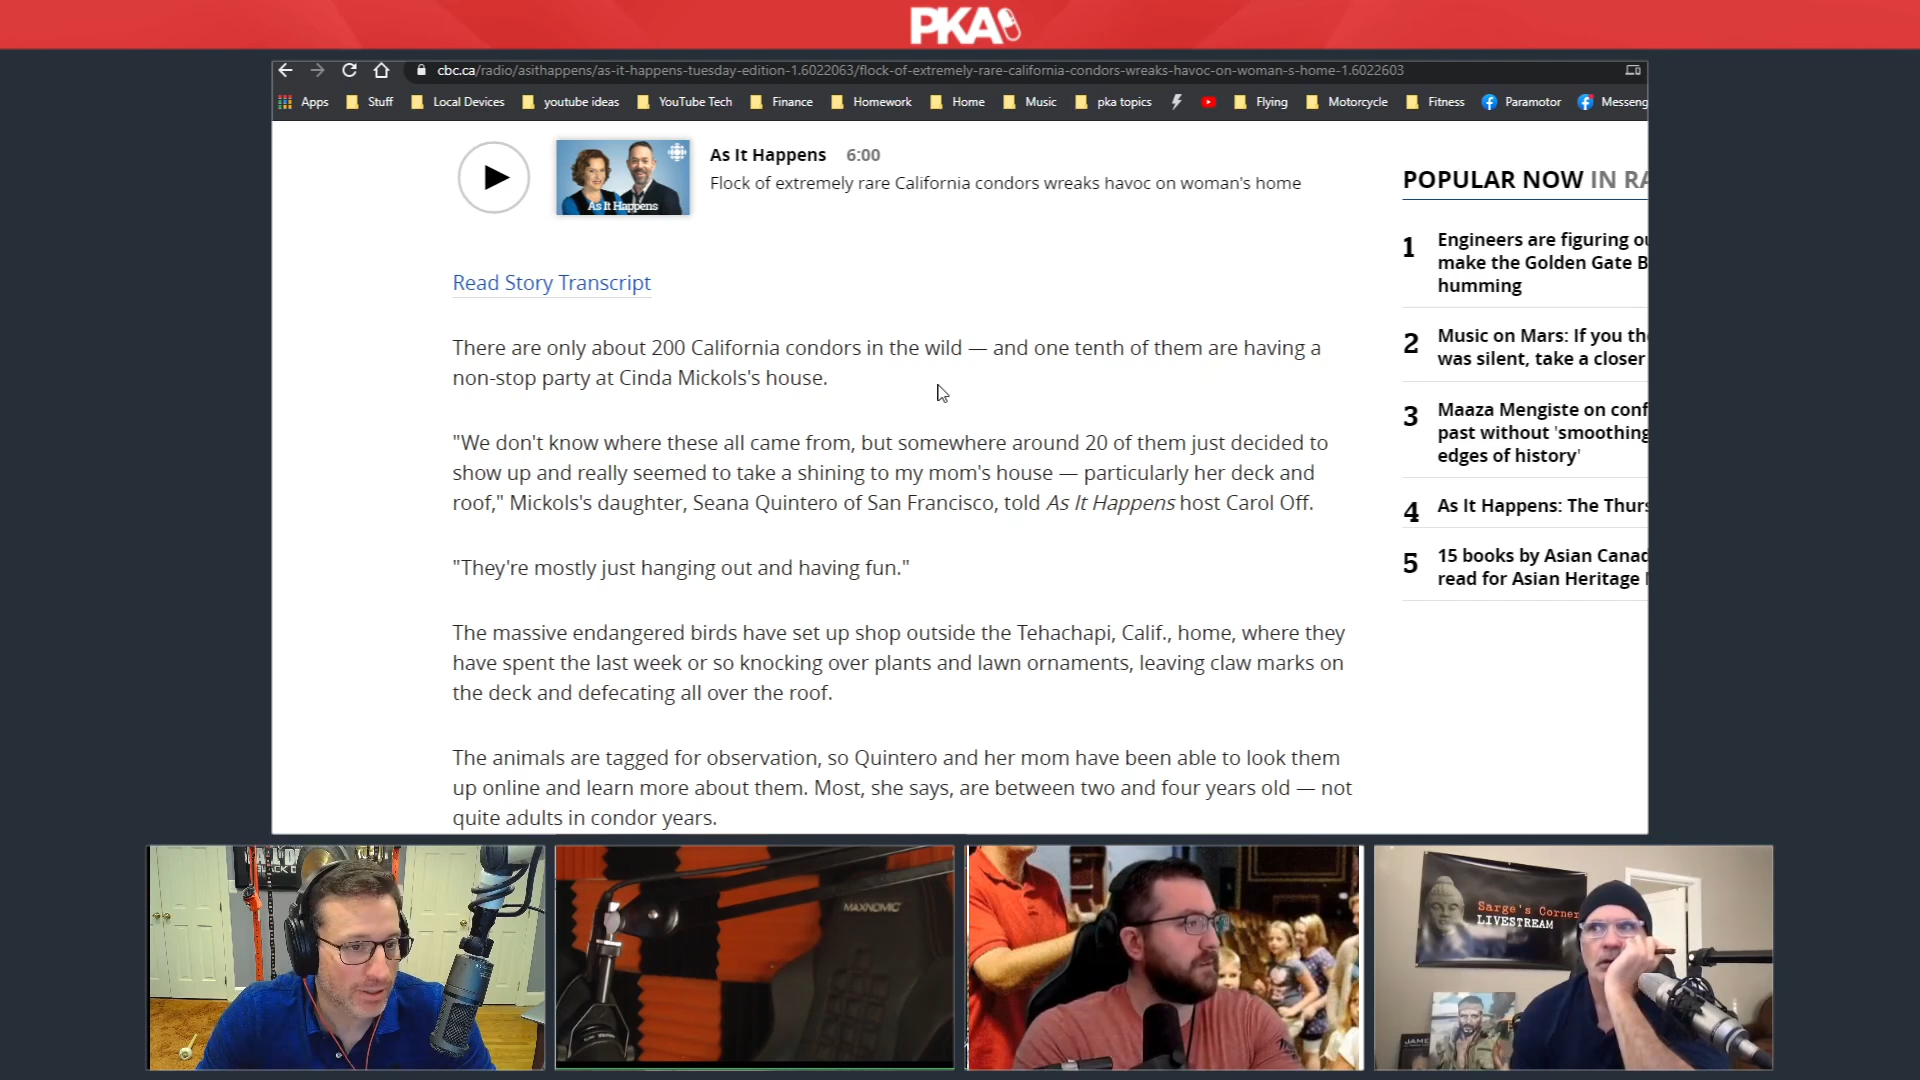 PKA
cbc.ca/radio/asithappens/as-it-happens-tuesday-edition-1.6022063/flock-of-extremely-rare-california-condors-wreaks-havoc-on-woman-s-home-1.6022603
Apps Stuff Local Devices youtube ideas YouTube Tech Finance Homework Home Music pka topics Flying Motorcycle Fitness Paramotor Messeng
As It Happens
As It Happens 6:00
Flock of extremely rare California condors wreaks havoc on woman's home
Read Story Transcript
There are only about 200 California condors in the wild — and one tenth of them are having a
non-stop party at Cinda Mickols's house.
"We don't know where these all came from, but somewhere around 20 of them just decided to
show up and really seemed to take a shining to my mom's house — particularly her deck and
roof," Mickols's daughter, Seana Quintero of San Francisco, told As It Happens host Carol Off.
"They're mostly just hanging out and having fun."
The massive endangered birds have set up shop outside the Tehachapi, Calif., home, where they
have spent the last week or so knocking over plants and lawn ornaments, leaving claw marks on
the deck and defecating all over the roof.
The animals are tagged for observation, so Quintero and her mom have been able to look them
up online and learn more about them. Most, she says, are between two and four years old — not
quite adults in condor years.
POPULAR NOW IN RA
1 Engineers are figuring ou
make the Golden Gate B
humming
2 Music on Mars: If you th
was silent, take a closer
3 Maaza Mengiste on conf
past without 'smoothing
edges of history'
4 As It Happens: The Thurs
5 15 books by Asian Canad
read for Asian Heritage
MAXNOMIC
Sarge's Corner
LIVESTREAM